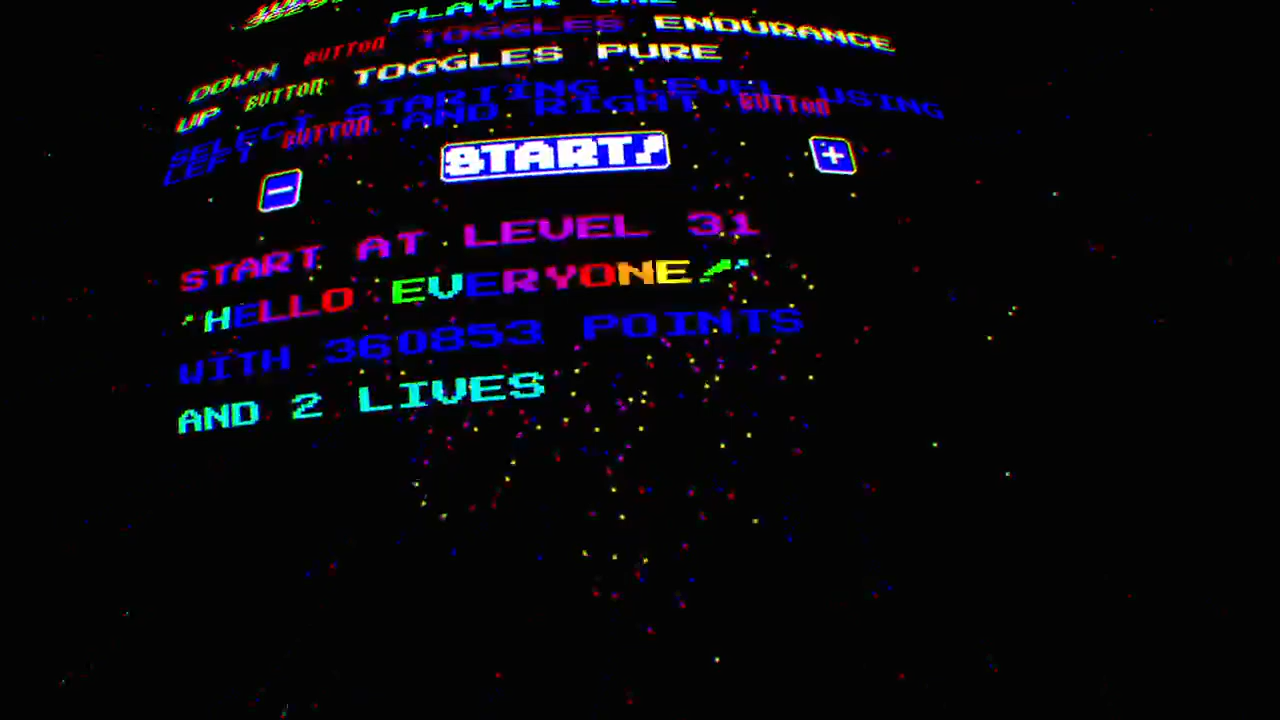 PLAYER ONE
DOWN BUTTON TOGGLES ENDURANCE
UP BUTTON TOGGLES PURE
SELECT STARTING LEVEL USING
LEFT BUTTON AND RIGHT BUTTON
- START! +
START AT LEVEL 31
"HELLO EVERYONE!"
WITH 360853 POINTS
AND 2 LIVES